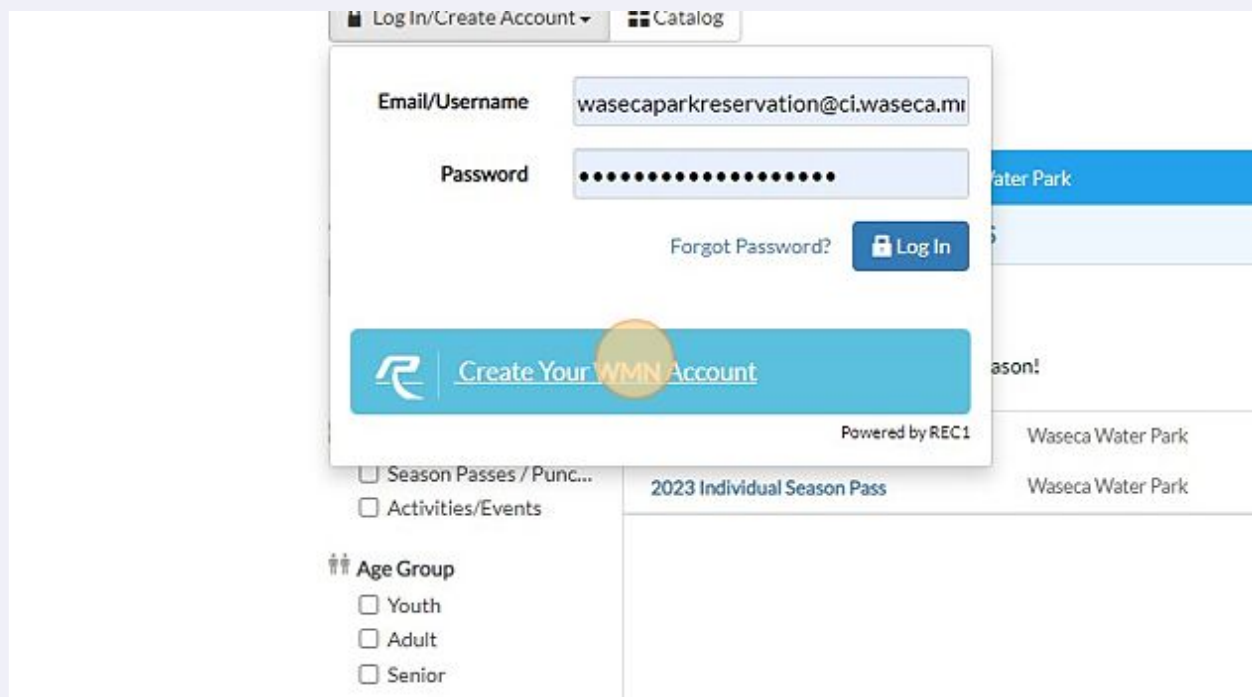 Log In/Create Account
Catalog
Email/Username
wasecaparkreservation@ci.waseca.mn
Password
•••••••••••••••••••
Water Park
Forgot Password?
Log In
Create Your WMN Account
ason!
Powered by REC1
Waseca Water Park
Season Passes / Punc...
2023 Individual Season Pass
Waseca Water Park
Activities/Events
Age Group
Youth
Adult
Senior